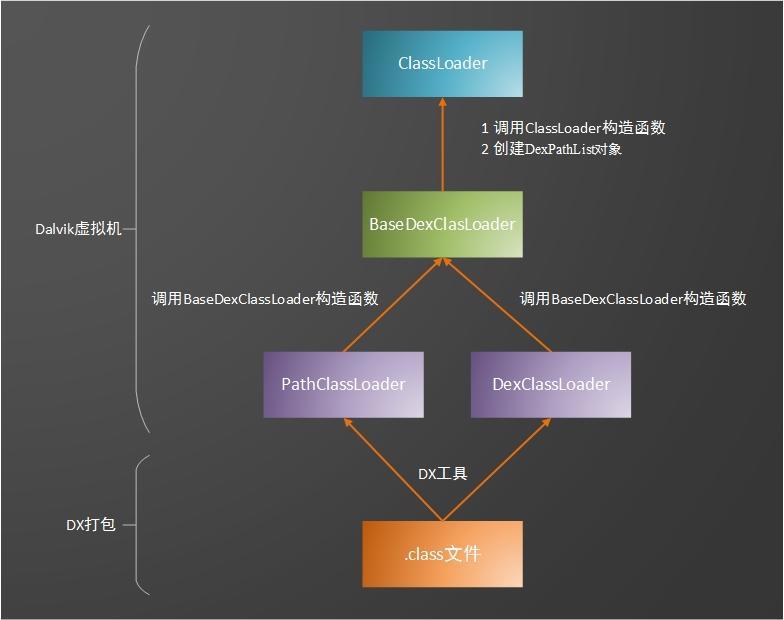 ClassLoader
1 调用ClassLoader构造函数
2 创建DexPathList对象
BaseDexClasLoader
Dalvik虚拟机
调用BaseDexClassLoader构造函数
调用BaseDexClassLoader构造函数
PathClassLoader
DexClassLoader
DX工具
DX打包
.class文件